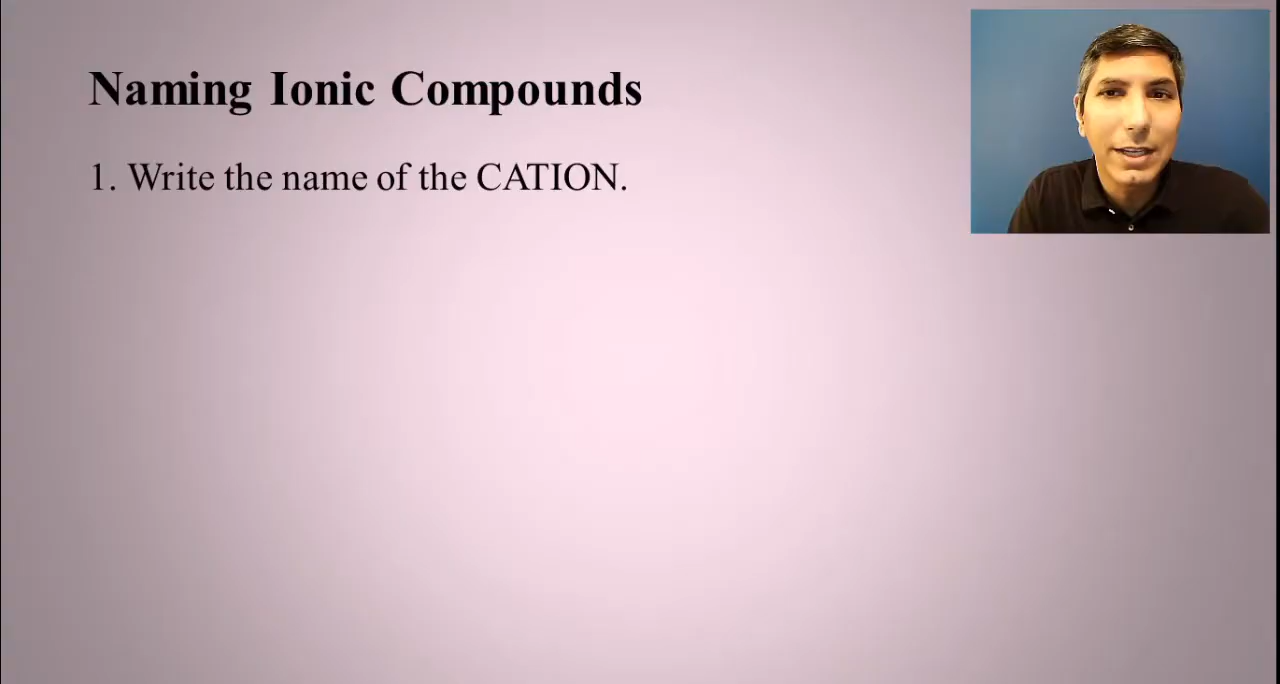 Naming Ionic Compounds
1. Write the name of the CATION.